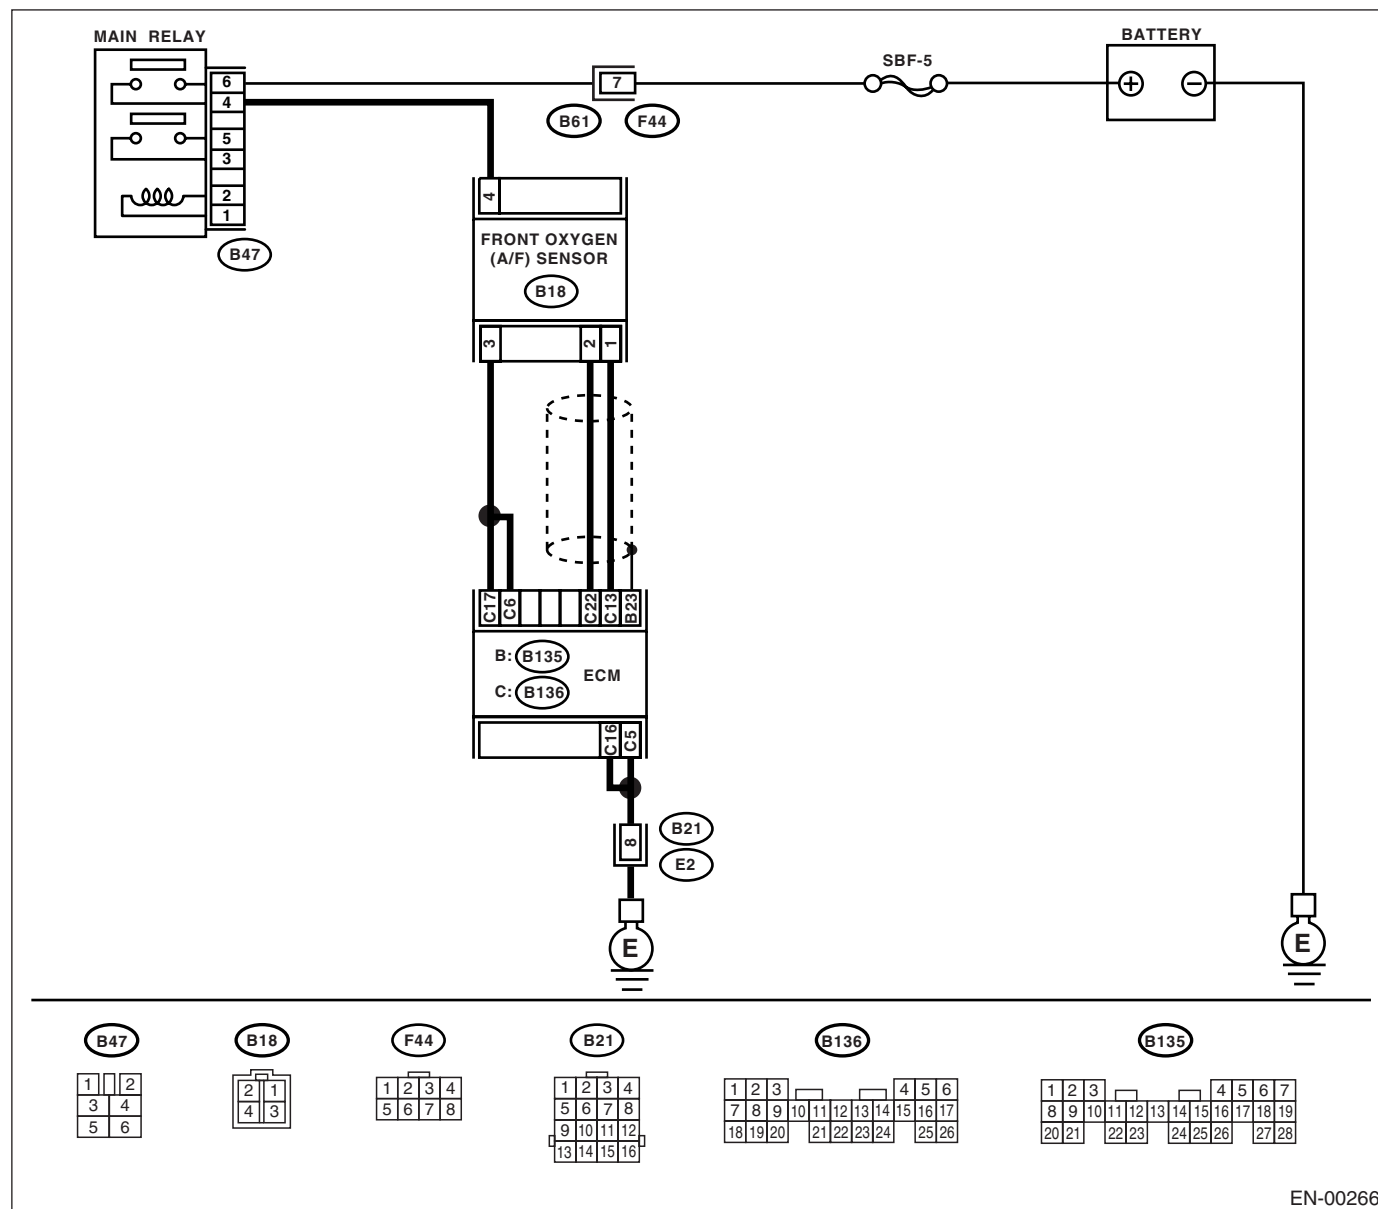 MAIN RELAY
BATTERY
SBF-5
6
4
5
3
2
1
7
B61
F44
B47
4
FRONT OXYGEN
(A/F) SENSOR
B18
3 2 1
C17 C6 C22 C13 B23
B: B135
ECM
C: B136
C16 C5
8
B21
E2
E
E
B47 B18 F44 B21 B136 B135
1 2
3 4
5 6
2 1
4 3
1 2 3 4
5 6 7 8
1 2 3 4
5 6 7 8
9 10 11 12
13 14 15 16
1 2 3 4 5 6
7 8 9 10 11 12 13 14 15 16 17
18 19 20 21 22 23 24 25 26
1 2 3 4 5 6 7
8 9 10 11 12 13 14 15 16 17 18 19
20 21 22 23 24 25 26 27 28
EN-00266